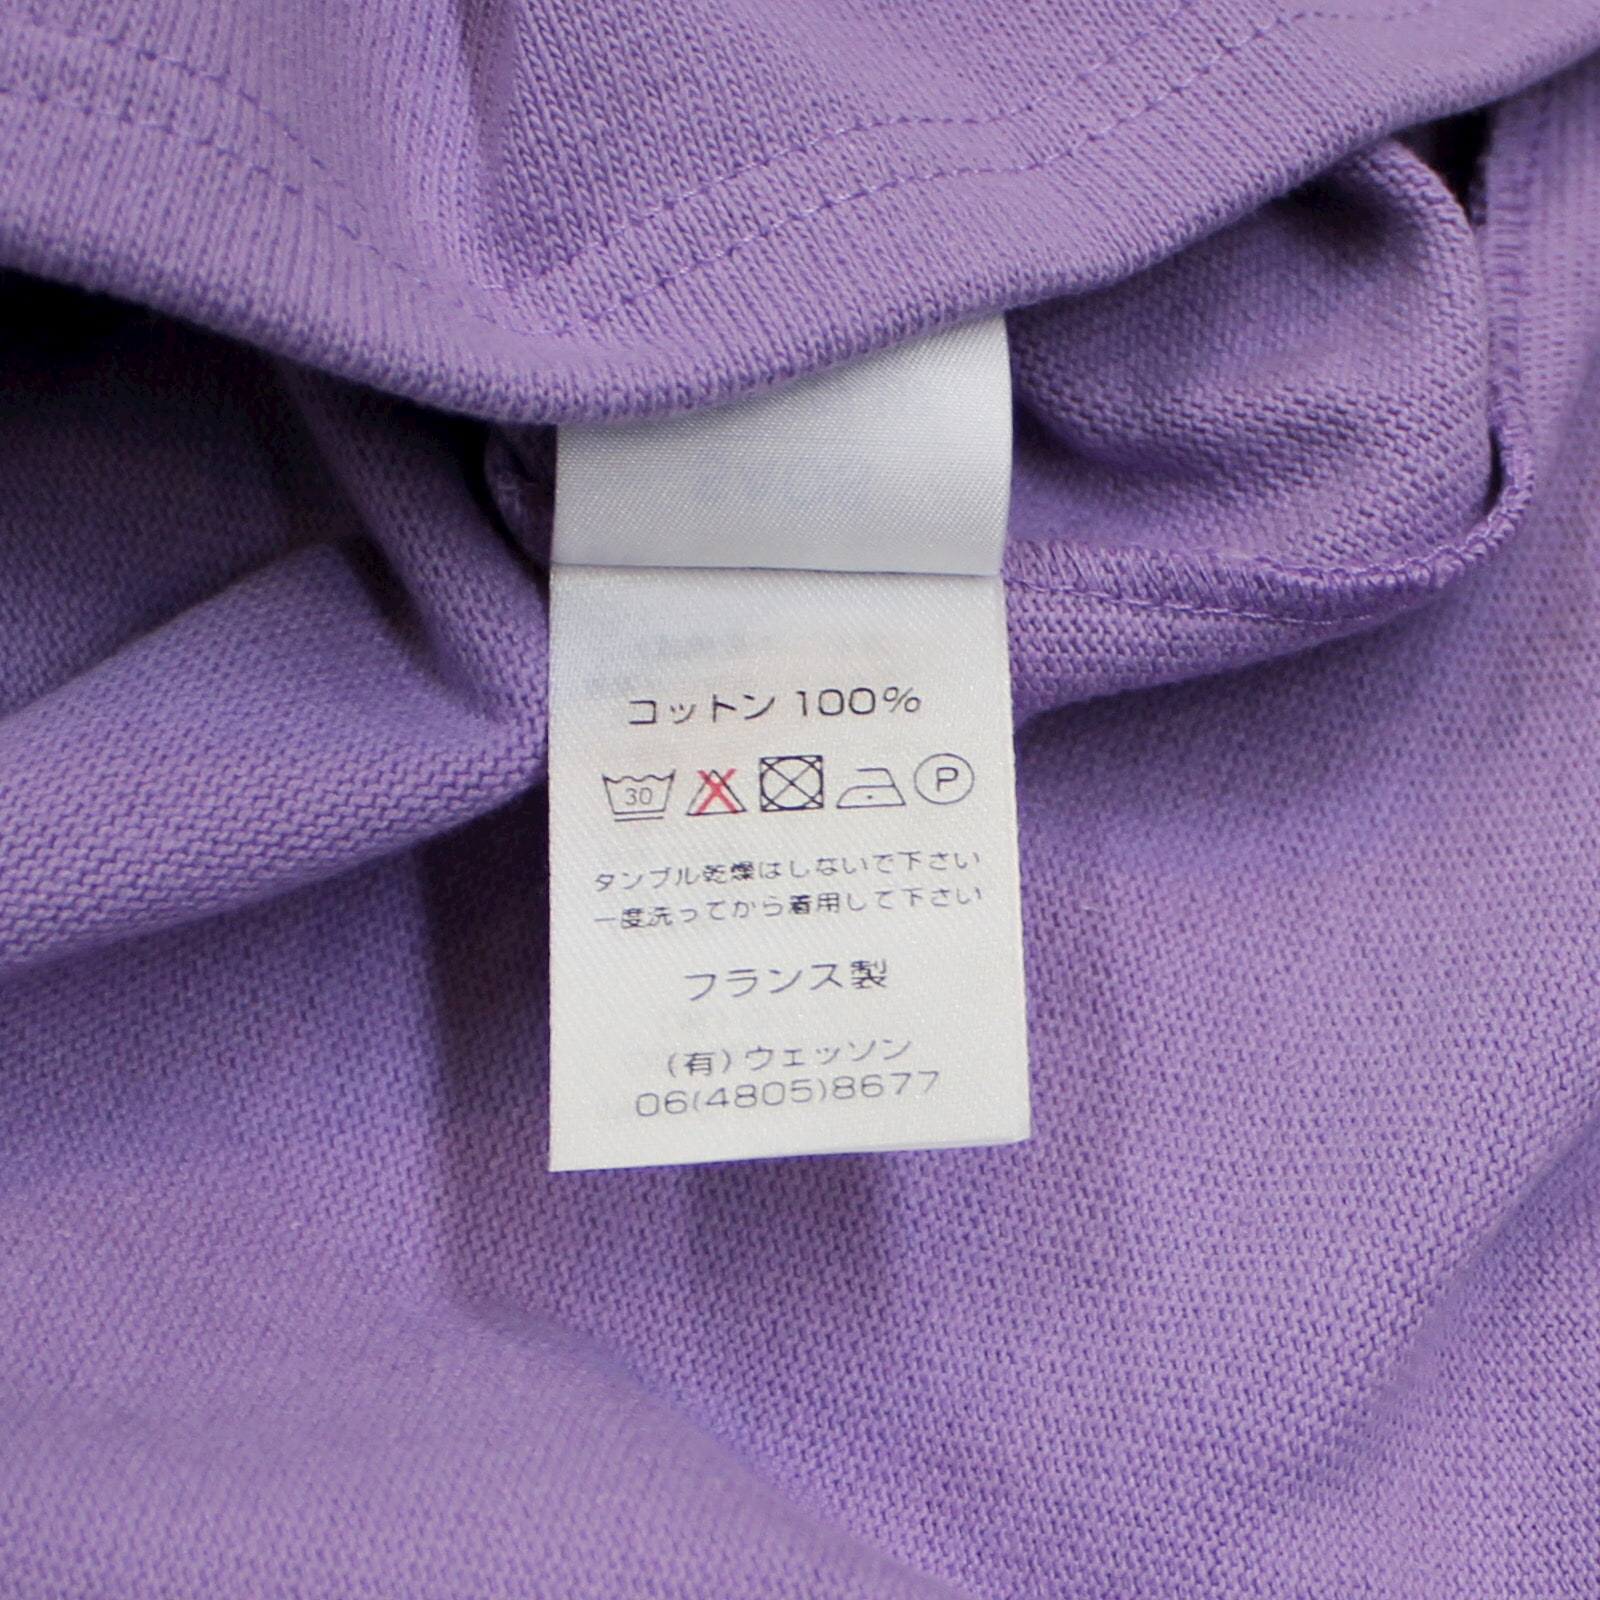 コットン 100%
30 P
タンブル乾燥はしないで下さい
一度洗ってから着用して下さい
フランス製
(有)ウェッソン
06(4805)8677